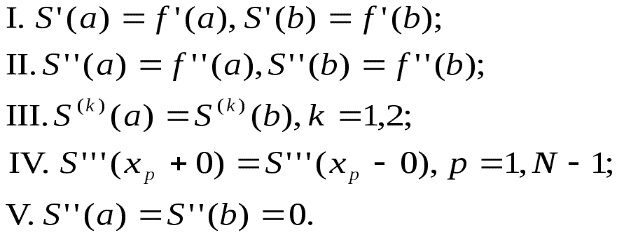 I. S'(a) = f'(a), S'(b) = f'(b);
II. S''(a) = f''(a), S''(b) = f''(b);
III. S^(k)(a) = S^(k)(b), k = 1,2;
IV. S'''(x_p + 0) = S'''(x_p − 0), p = 1, N − 1;
V. S''(a) = S''(b) = 0.